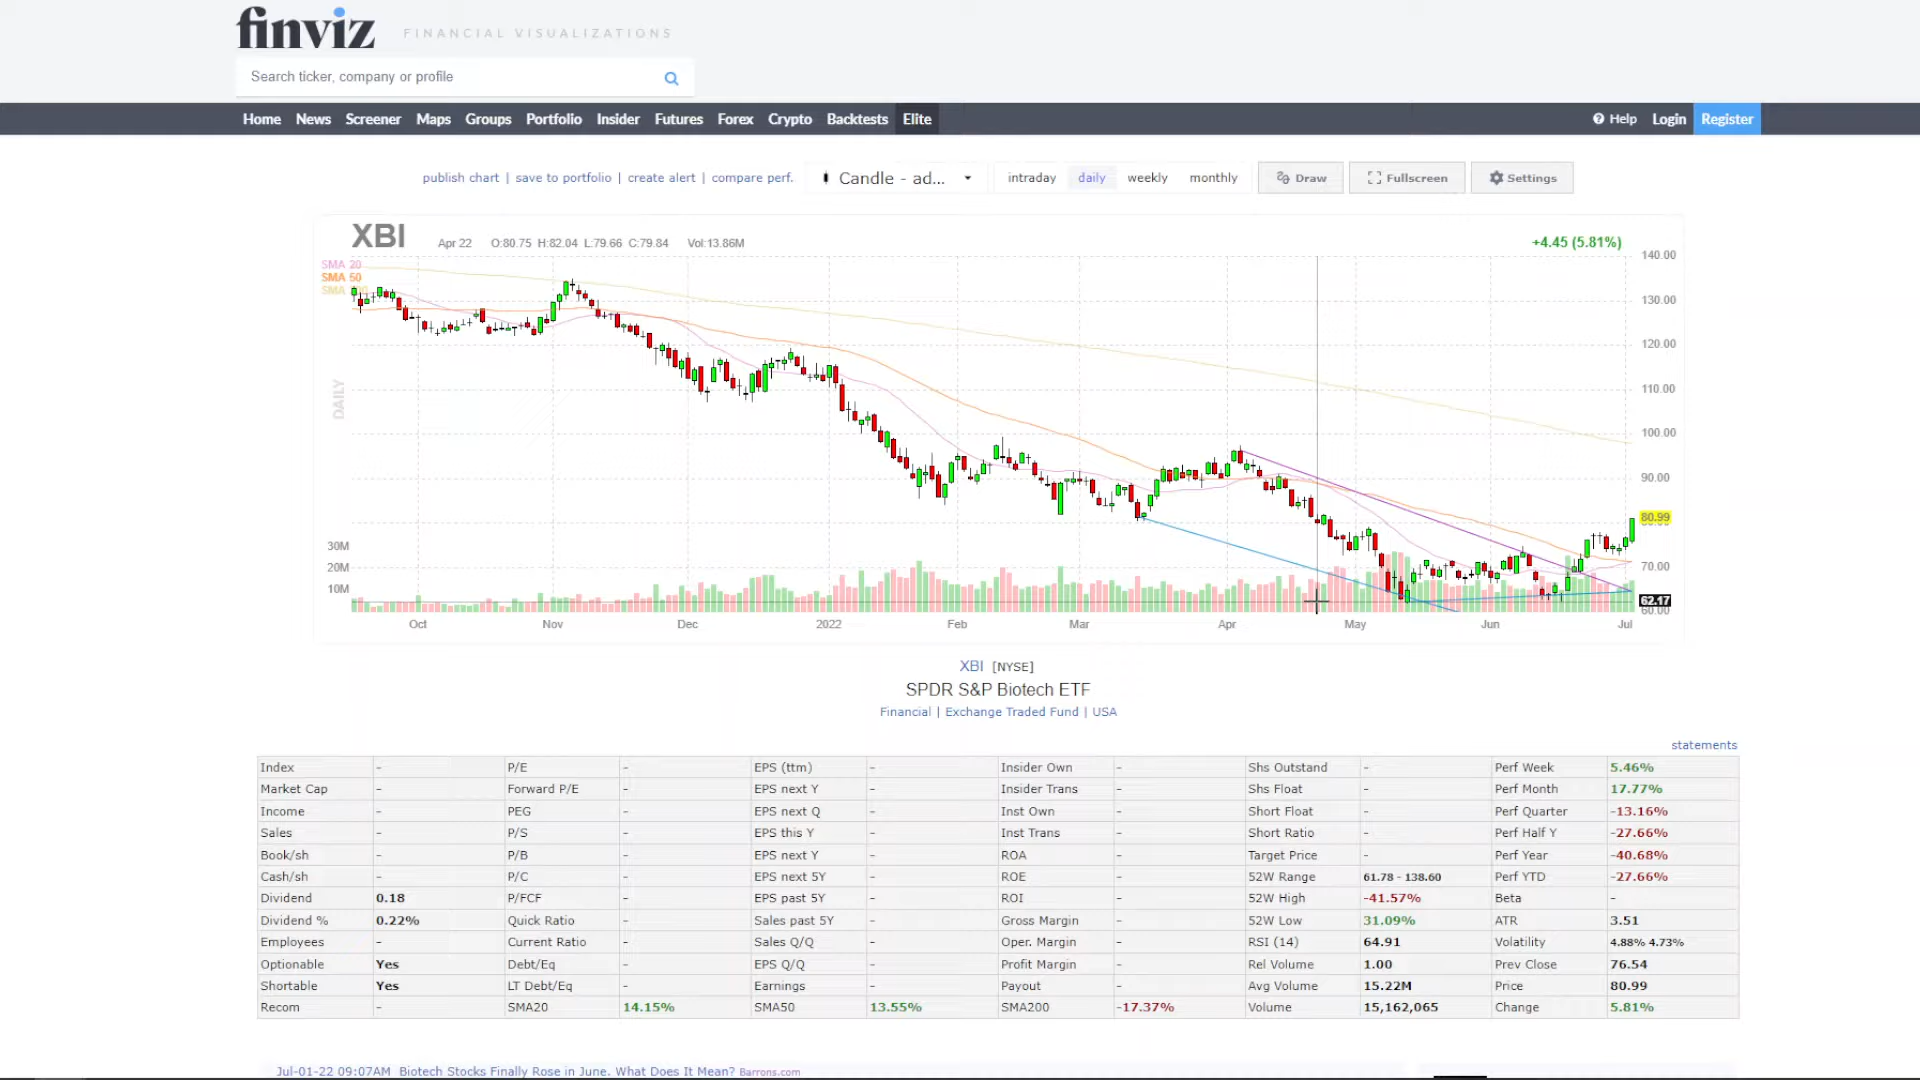 finviz FINANCIAL VISUALIZATIONS
Search ticker, company or profile
Home News Screener Maps Groups Portfolio Insider Futures Forex Crypto Backtests Elite Help Login Register
publish chart | save to portfolio | create alert | compare perf. Candle - ad... intraday daily weekly monthly Draw Fullscreen Settings
XBI Apr 22 O:80.75 H:82.04 L:79.66 C:79.84 Vol:13.86M +4.45 (5.81%)
SMA 20
SMA 50
SMA
DAILY
140.00
130.00
120.00
110.00
100.00
90.00
80.99
70.00
62.17
60.00
30M
20M
10M
Oct Nov Dec 2022 Feb Mar Apr May Jun Jul
XBI [NYSE]
SPDR S&P Biotech ETF
Financial | Exchange Traded Fund | USA
statements
Index - P/E - EPS (ttm) - Insider Own - Shs Outstand - Perf Week 5.46%
Market Cap - Forward P/E - EPS next Y - Insider Trans - Shs Float - Perf Month 17.77%
Income - PEG - EPS next Q - Inst Own - Short Float - Perf Quarter -13.16%
Sales - P/S - EPS this Y - Inst Trans - Short Ratio - Perf Half Y -27.66%
Book/sh - P/B - EPS next Y - ROA - Target Price - Perf Year -40.68%
Cash/sh - P/C - EPS next 5Y - ROE - 52W Range 61.78 - 138.60 Perf YTD -27.66%
Dividend 0.18 P/FCF - EPS past 5Y - ROI - 52W High -41.57% Beta -
Dividend % 0.22% Quick Ratio - Sales past 5Y - Gross Margin - 52W Low 31.09% ATR 3.51
Employees - Current Ratio - Sales Q/Q - Oper. Margin - RSI (14) 64.91 Volatility 4.88% 4.73%
Optionable Yes Debt/Eq - EPS Q/Q - Profit Margin - Rel Volume 1.00 Prev Close 76.54
Shortable Yes LT Debt/Eq - Earnings - Payout - Avg Volume 15.22M Price 80.99
Recom - SMA20 14.15% SMA50 13.55% SMA200 -17.37% Volume 15,162,065 Change 5.81%
Jul-01-22 09:07AM Biotech Stocks Finally Rose in June. What Does It Mean? Barrons.com